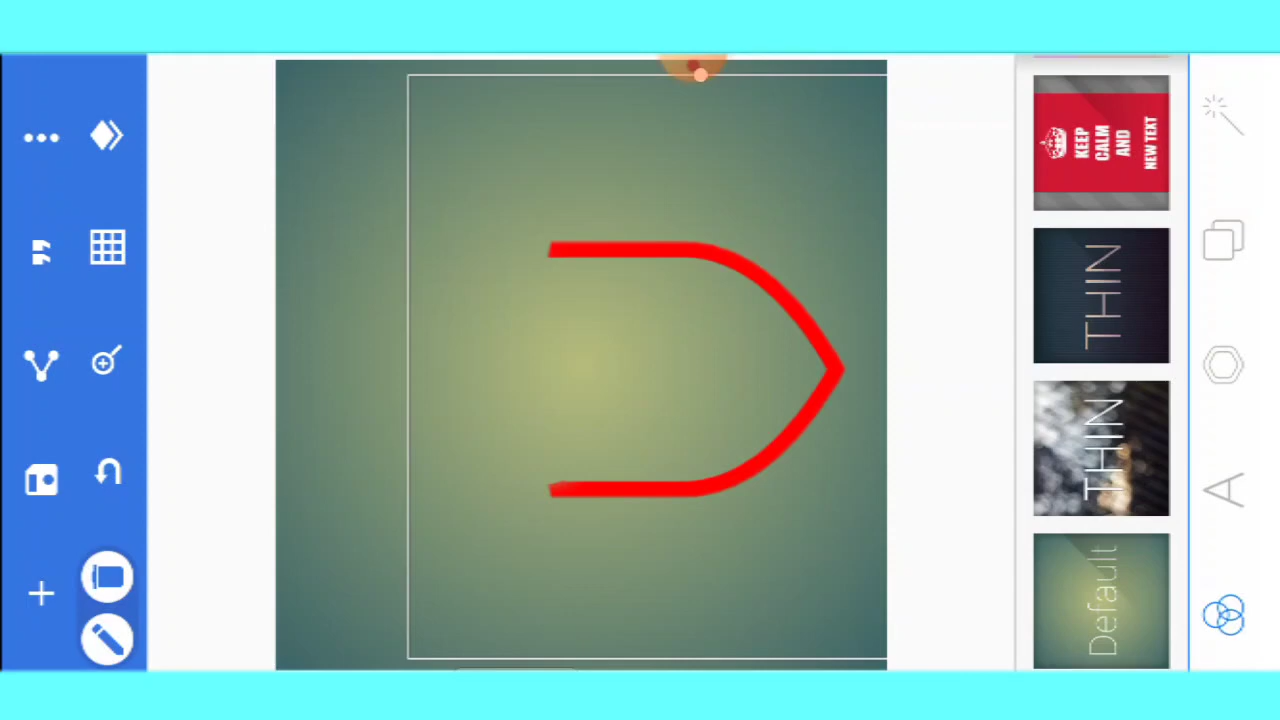 KEEP
CALM
AND
NEW TEXT
THIN
THIN
Default